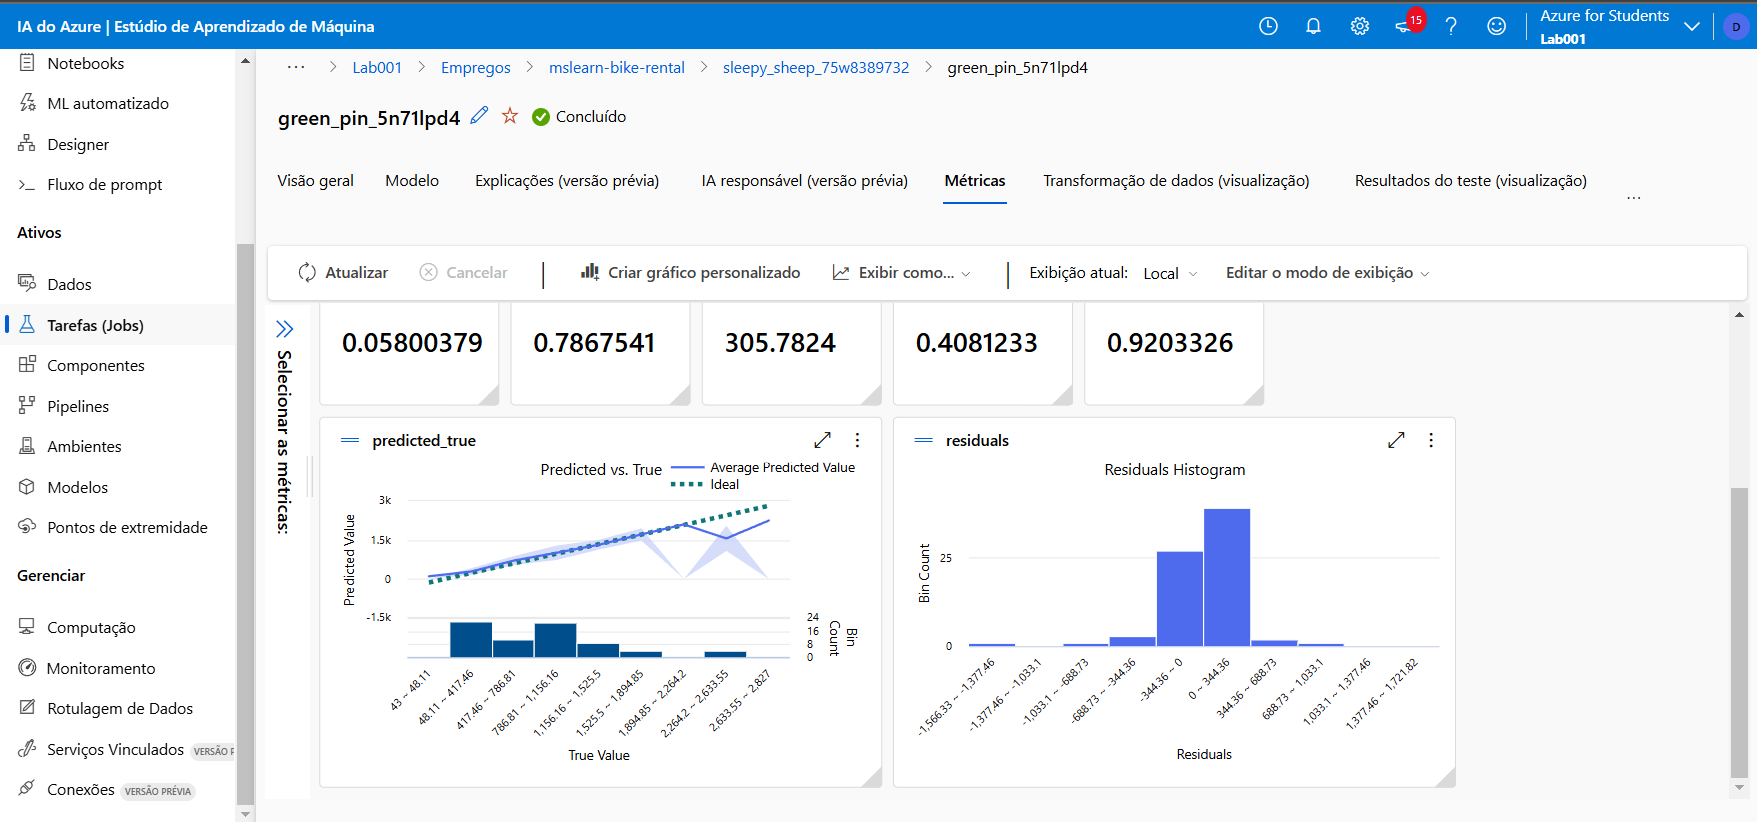 IA do Azure | Estúdio de Aprendizado de Máquina
15
Azure for Students
Lab001
D
Notebooks
ML automatizado
Designer
Fluxo de prompt
Ativos
Dados
Tarefas (Jobs)
Componentes
Pipelines
Ambientes
Modelos
Pontos de extremidade
Gerenciar
Computação
Monitoramento
Rotulagem de Dados
Serviços Vinculados VERSÃO P
Conexões VERSÃO PRÉVIA
... > Lab001 > Empregos > mslearn-bike-rental > sleepy_sheep_75w8389732 > green_pin_5n71lpd4
green_pin_5n71lpd4 Concluído
Visão geral Modelo Explicações (versão prévia) IA responsável (versão prévia) Métricas Transformação de dados (visualização) Resultados do teste (visualização) ...
Atualizar Cancelar Criar gráfico personalizado Exibir como... Exibição atual: Local Editar o modo de exibição
Selecionar as métricas:
0.05800379 0.7867541 305.7824 0.4081233 0.9203326
predicted_true
Predicted vs. True
Average Predicted Value
Ideal
Predicted Value
3k
1.5k
0
-1.5k
24
16
8
0
Bin
Count
43 ~ 48.11
48.11 ~ 417.46
417.46 ~ 786.81
786.81 ~ 1,156.16
1,156.16 ~ 1,525.5
1,525.5 ~ 1,894.85
1,894.85 ~ 2,264.2
2,264.2 ~ 2,633.55
2,633.55 ~ 2,827
True Value
residuals
Residuals Histogram
Bin Count
25
0
-1,566.33 ~ -1,377.46
-1,377.46 ~ -1,033.1
-1,033.1 ~ -688.73
-688.73 ~ -344.36
-344.36 ~ 0
0 ~ 344.36
344.36 ~ 688.73
688.73 ~ 1,033.1
1,033.1 ~ 1,377.46
1,377.46 ~ 1,721.82
Residuals